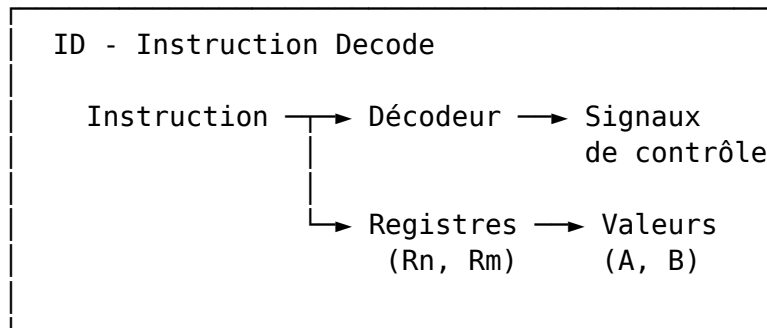 ID - Instruction Decode
Instruction Décodeur Signaux
de contrôle
Registres Valeurs
(Rn, Rm) (A, B)